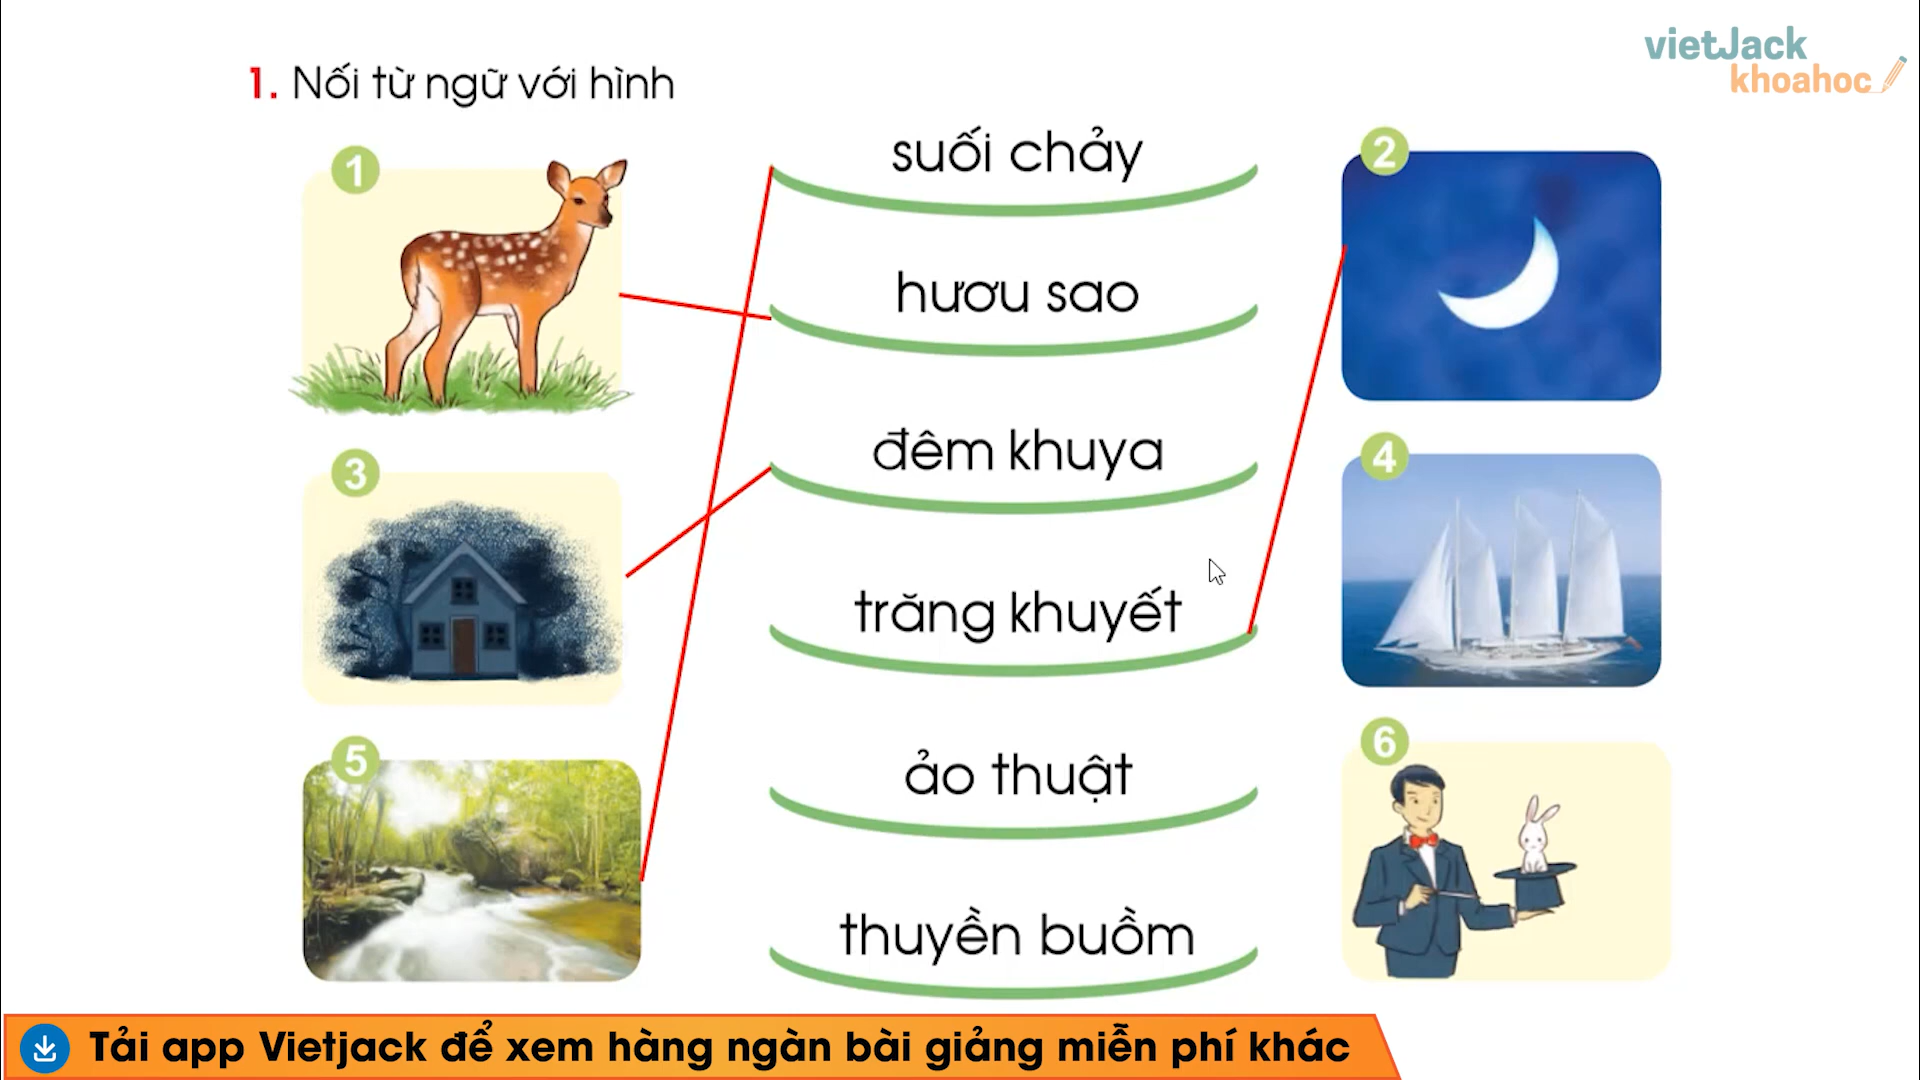 vietJack
khoahoc
1. Nối từ ngữ với hình
1
suối chảy
2
hươu sao
3
đêm khuya
4
trăng khuyết
5
ảo thuật
6
thuyền buồm
Tải app Vietjack để xem hàng ngàn bài giảng miễn phí khác